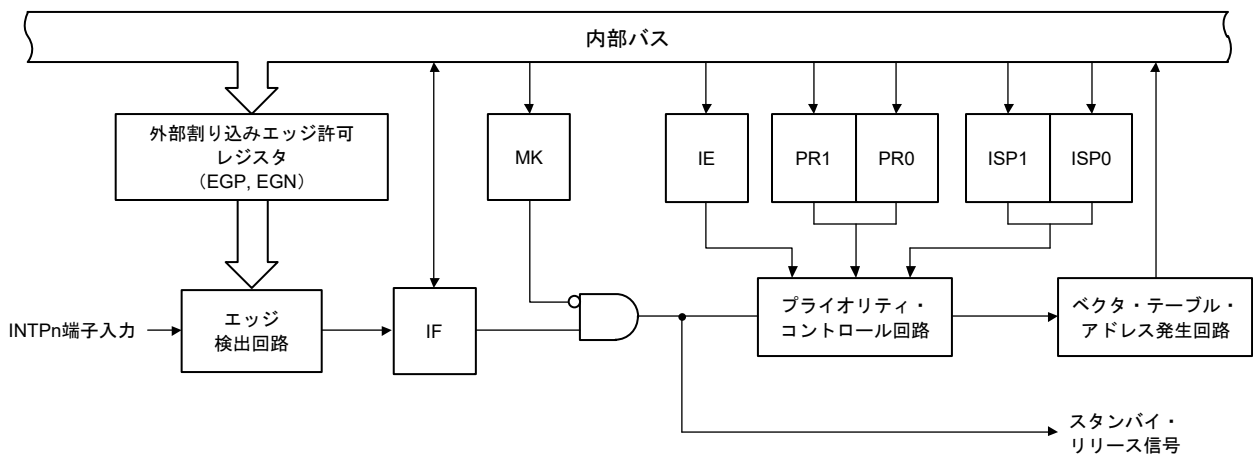 内部バス
外部割り込みエッジ許可
レジスタ
（EGP, EGN）
MK
IE
PR1
PR0
ISP1
ISP0
INTPn端子入力
エッジ
検出回路
IF
プライオリティ・
コントロール回路
ベクタ・テーブル・
アドレス発生回路
スタンバイ・
リリース信号